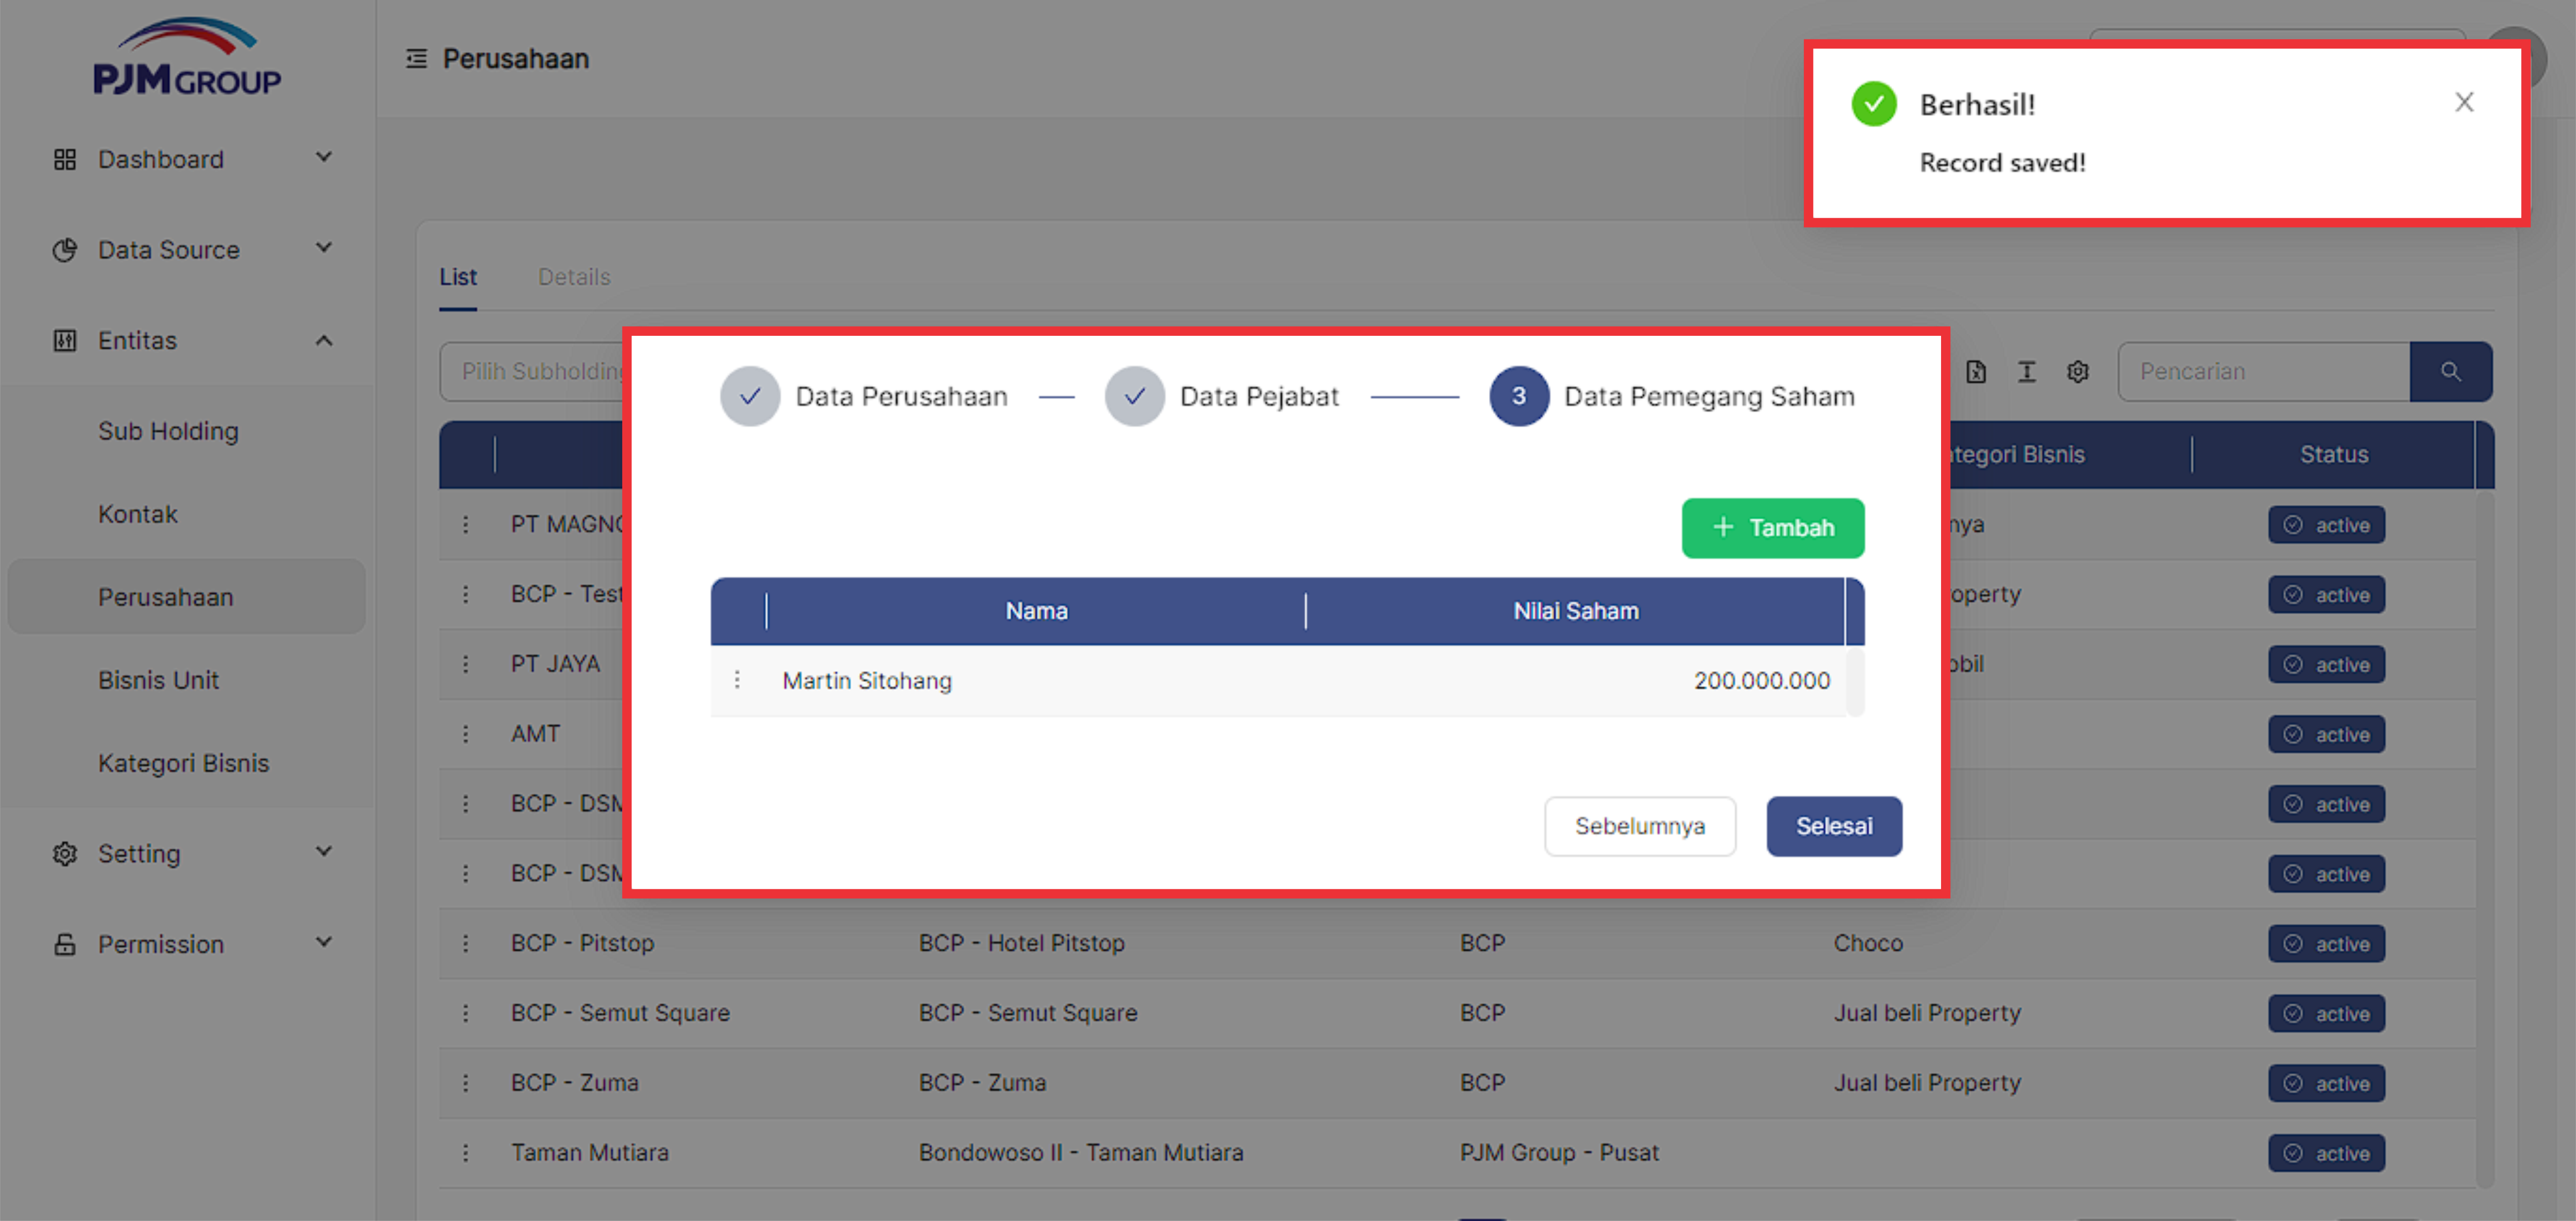 PJM GROUP
Dashboard
Data Source
Entitas
Sub Holding
Kontak
Perusahaan
Bisnis Unit
Kategori Bisnis
Setting
Permission
Perusahaan
Berhasil!
Record saved!
List Details
Pilih Subholding
Pencarian
Data Perusahaan Data Pejabat 3 Data Pemegang Saham
+ Tambah
Nama Nilai Saham
Martin Sitohang 200.000.000
Sebelumnya Selesai
tegori Bisnis Status
PT MAGNO nya active
BCP - Test operty active
PT JAYA obil active
AMT active
BCP - DSM active
BCP - DSM active
BCP - Pitstop BCP - Hotel Pitstop BCP Choco active
BCP - Semut Square BCP - Semut Square BCP Jual beli Property active
BCP - Zuma BCP - Zuma BCP Jual beli Property active
Taman Mutiara Bondowoso II - Taman Mutiara PJM Group - Pusat active